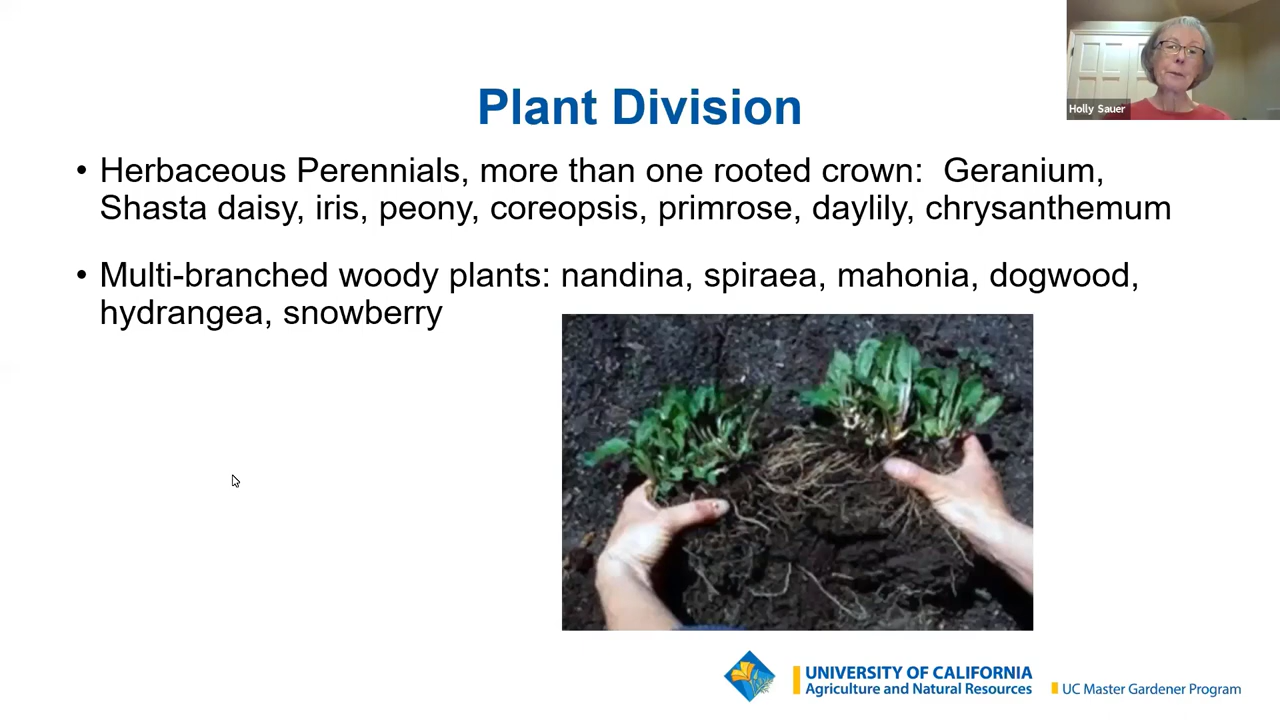 Holly Sauer
Plant Division
• Herbaceous Perennials, more than one rooted crown:  Geranium,
Shasta daisy, iris, peony, coreopsis, primrose, daylily, chrysanthemum
• Multi-branched woody plants: nandina, spiraea, mahonia, dogwood,
hydrangea, snowberry
UNIVERSITY OF CALIFORNIA
Agriculture and Natural Resources
UC Master Gardener Program